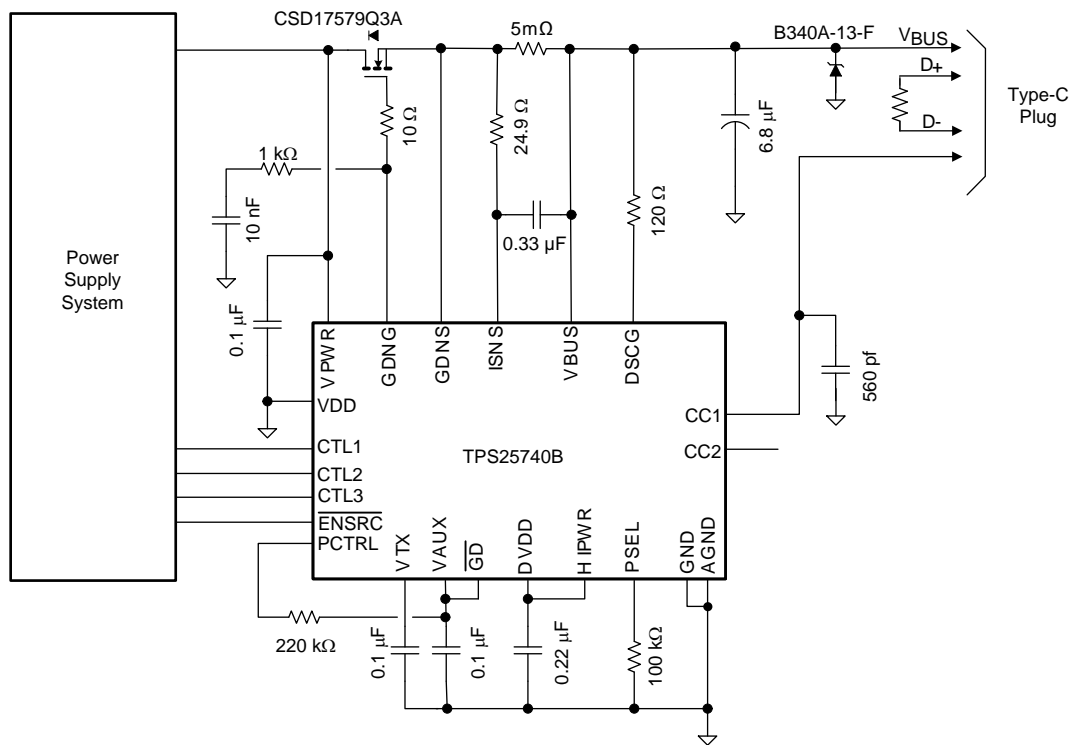 CSD17579Q3A
5mΩ
B340A-13-F
VBUS
D+
D-
Type-C
Plug
10 Ω
24.9 Ω
6.8 µF
1 kΩ
10 nF
0.33 µF
120 Ω
Power
Supply
System
0.1 µF
VPWR
GDNG
GDNS
ISNS
VBUS
DSCG
560 pf
VDD
CC1
CTL1
CC2
TPS25740B
CTL2
CTL3
ENSRC
PCTRL
VTX
VAUX
GD
DVDD
HIPWR
PSEL
GND
AGND
220 kΩ
0.1 µF
0.1 µF
0.22 µF
100 kΩ